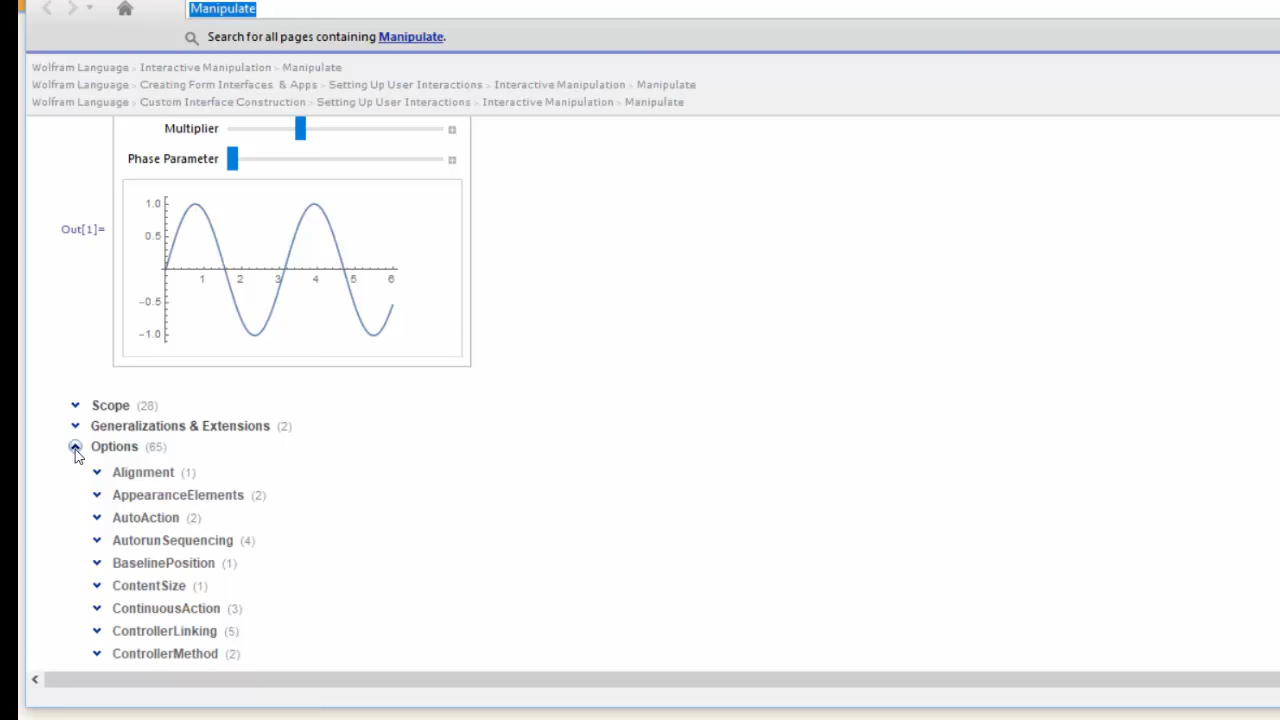 Manipulate
Search for all pages containing Manipulate.
Wolfram Language > Interactive Manipulation > Manipulate
Wolfram Language > Creating Form Interfaces & Apps > Setting Up User Interactions > Interactive Manipulation > Manipulate
Wolfram Language > Custom Interface Construction > Setting Up User Interactions > Interactive Manipulation > Manipulate
Multiplier
Phase Parameter
Out[1]=
1.0
0.5
1 2 3 4 5 6
-0.5
-1.0
Scope (28)
Generalizations & Extensions (2)
Options (65)
Alignment (1)
AppearanceElements (2)
AutoAction (2)
AutorunSequencing (4)
BaselinePosition (1)
ContentSize (1)
ContinuousAction (3)
ControllerLinking (5)
ControllerMethod (2)